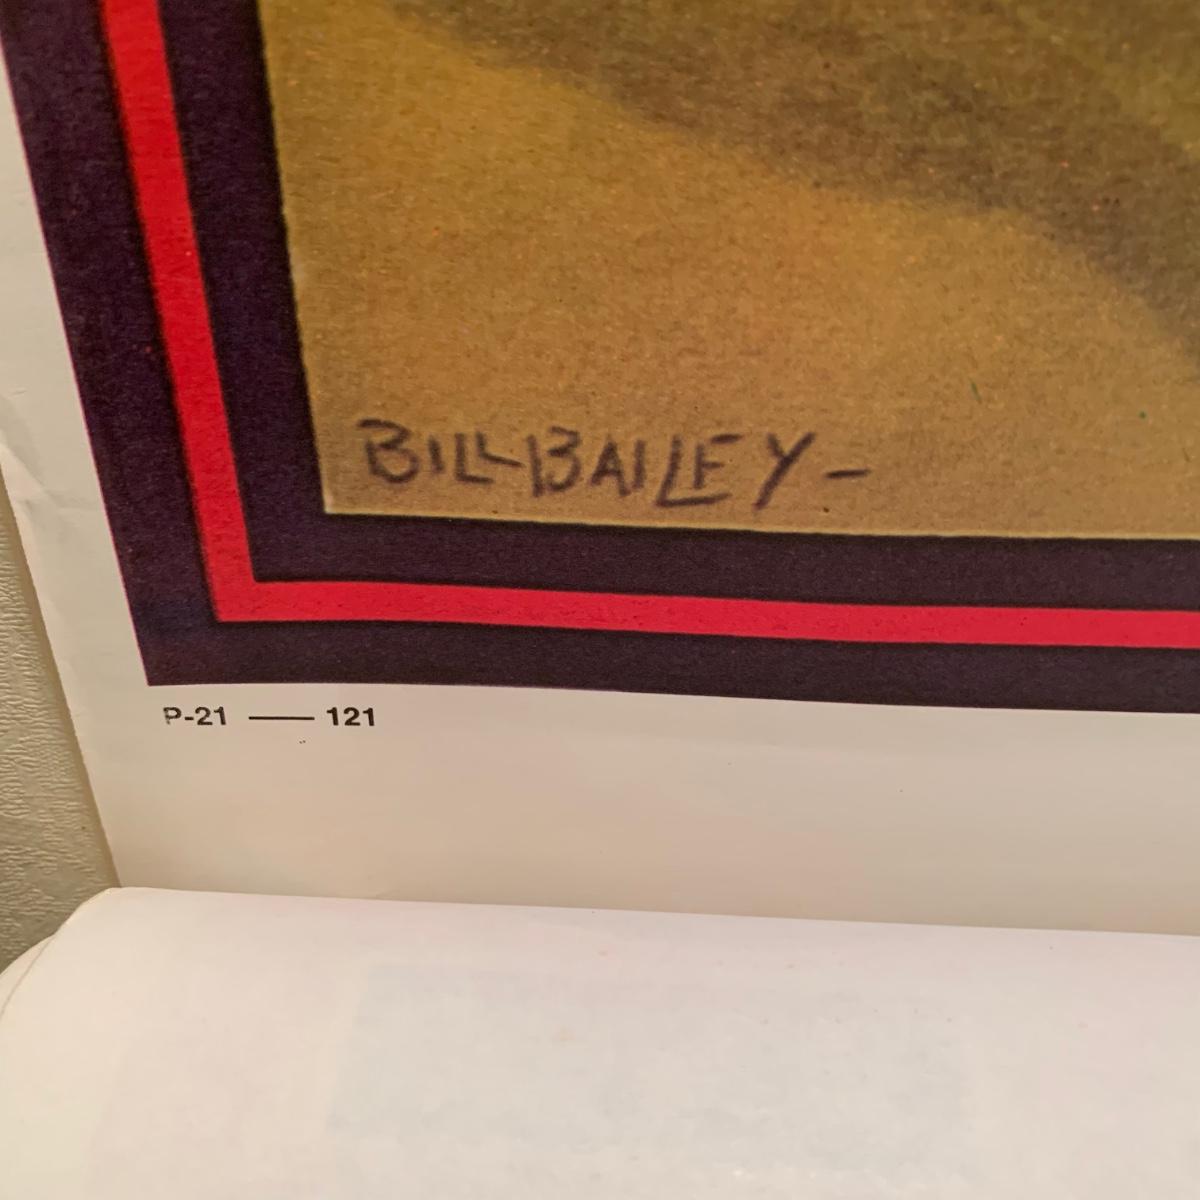 BILL BAILEY –
P-21 —— 121